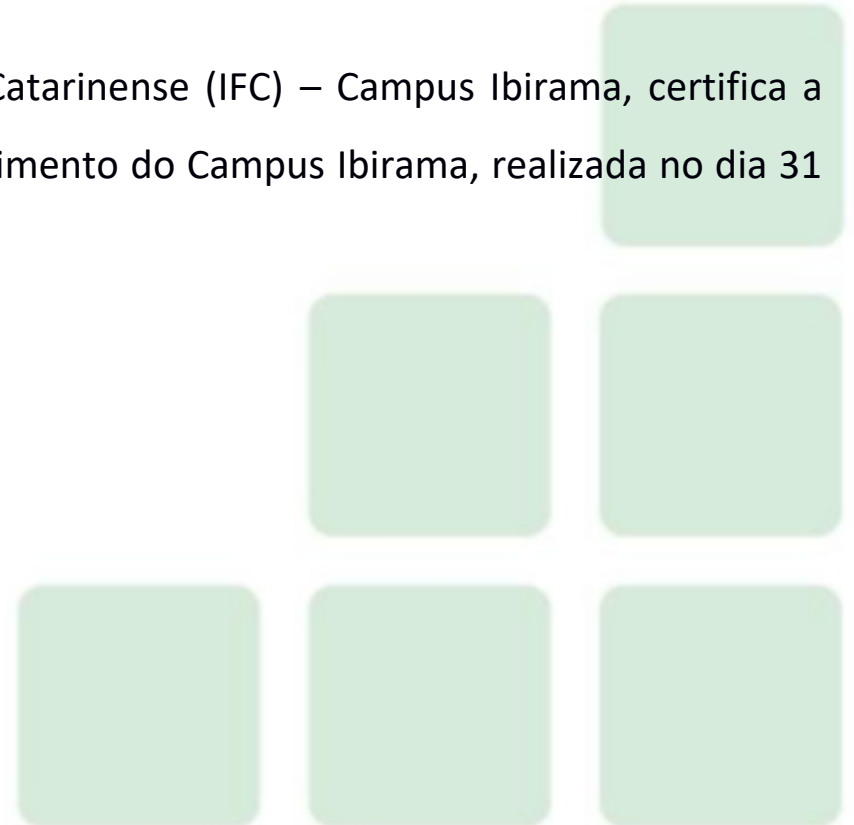 Catarinense (IFC) – Campus Ibirama, certifica a
imento do Campus Ibirama, realizada no dia 31